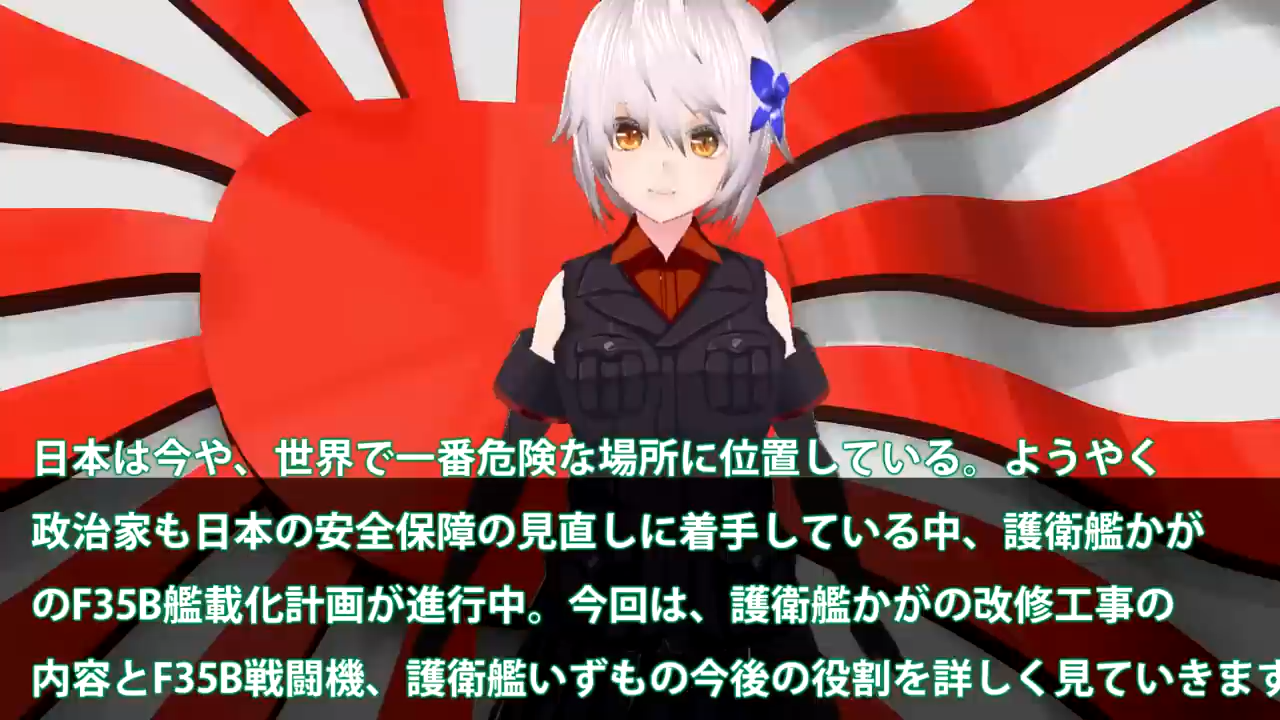 日本は今や、世界で一番危険な場所に位置している。ようやく
政治家も日本の安全保障の見直しに着手している中、護衛艦かが
のF35B艦載化計画が進行中。今回は、護衛艦かがの改修工事の
内容とF35B戦闘機、護衛艦いずもの今後の役割を詳しく見ていきます